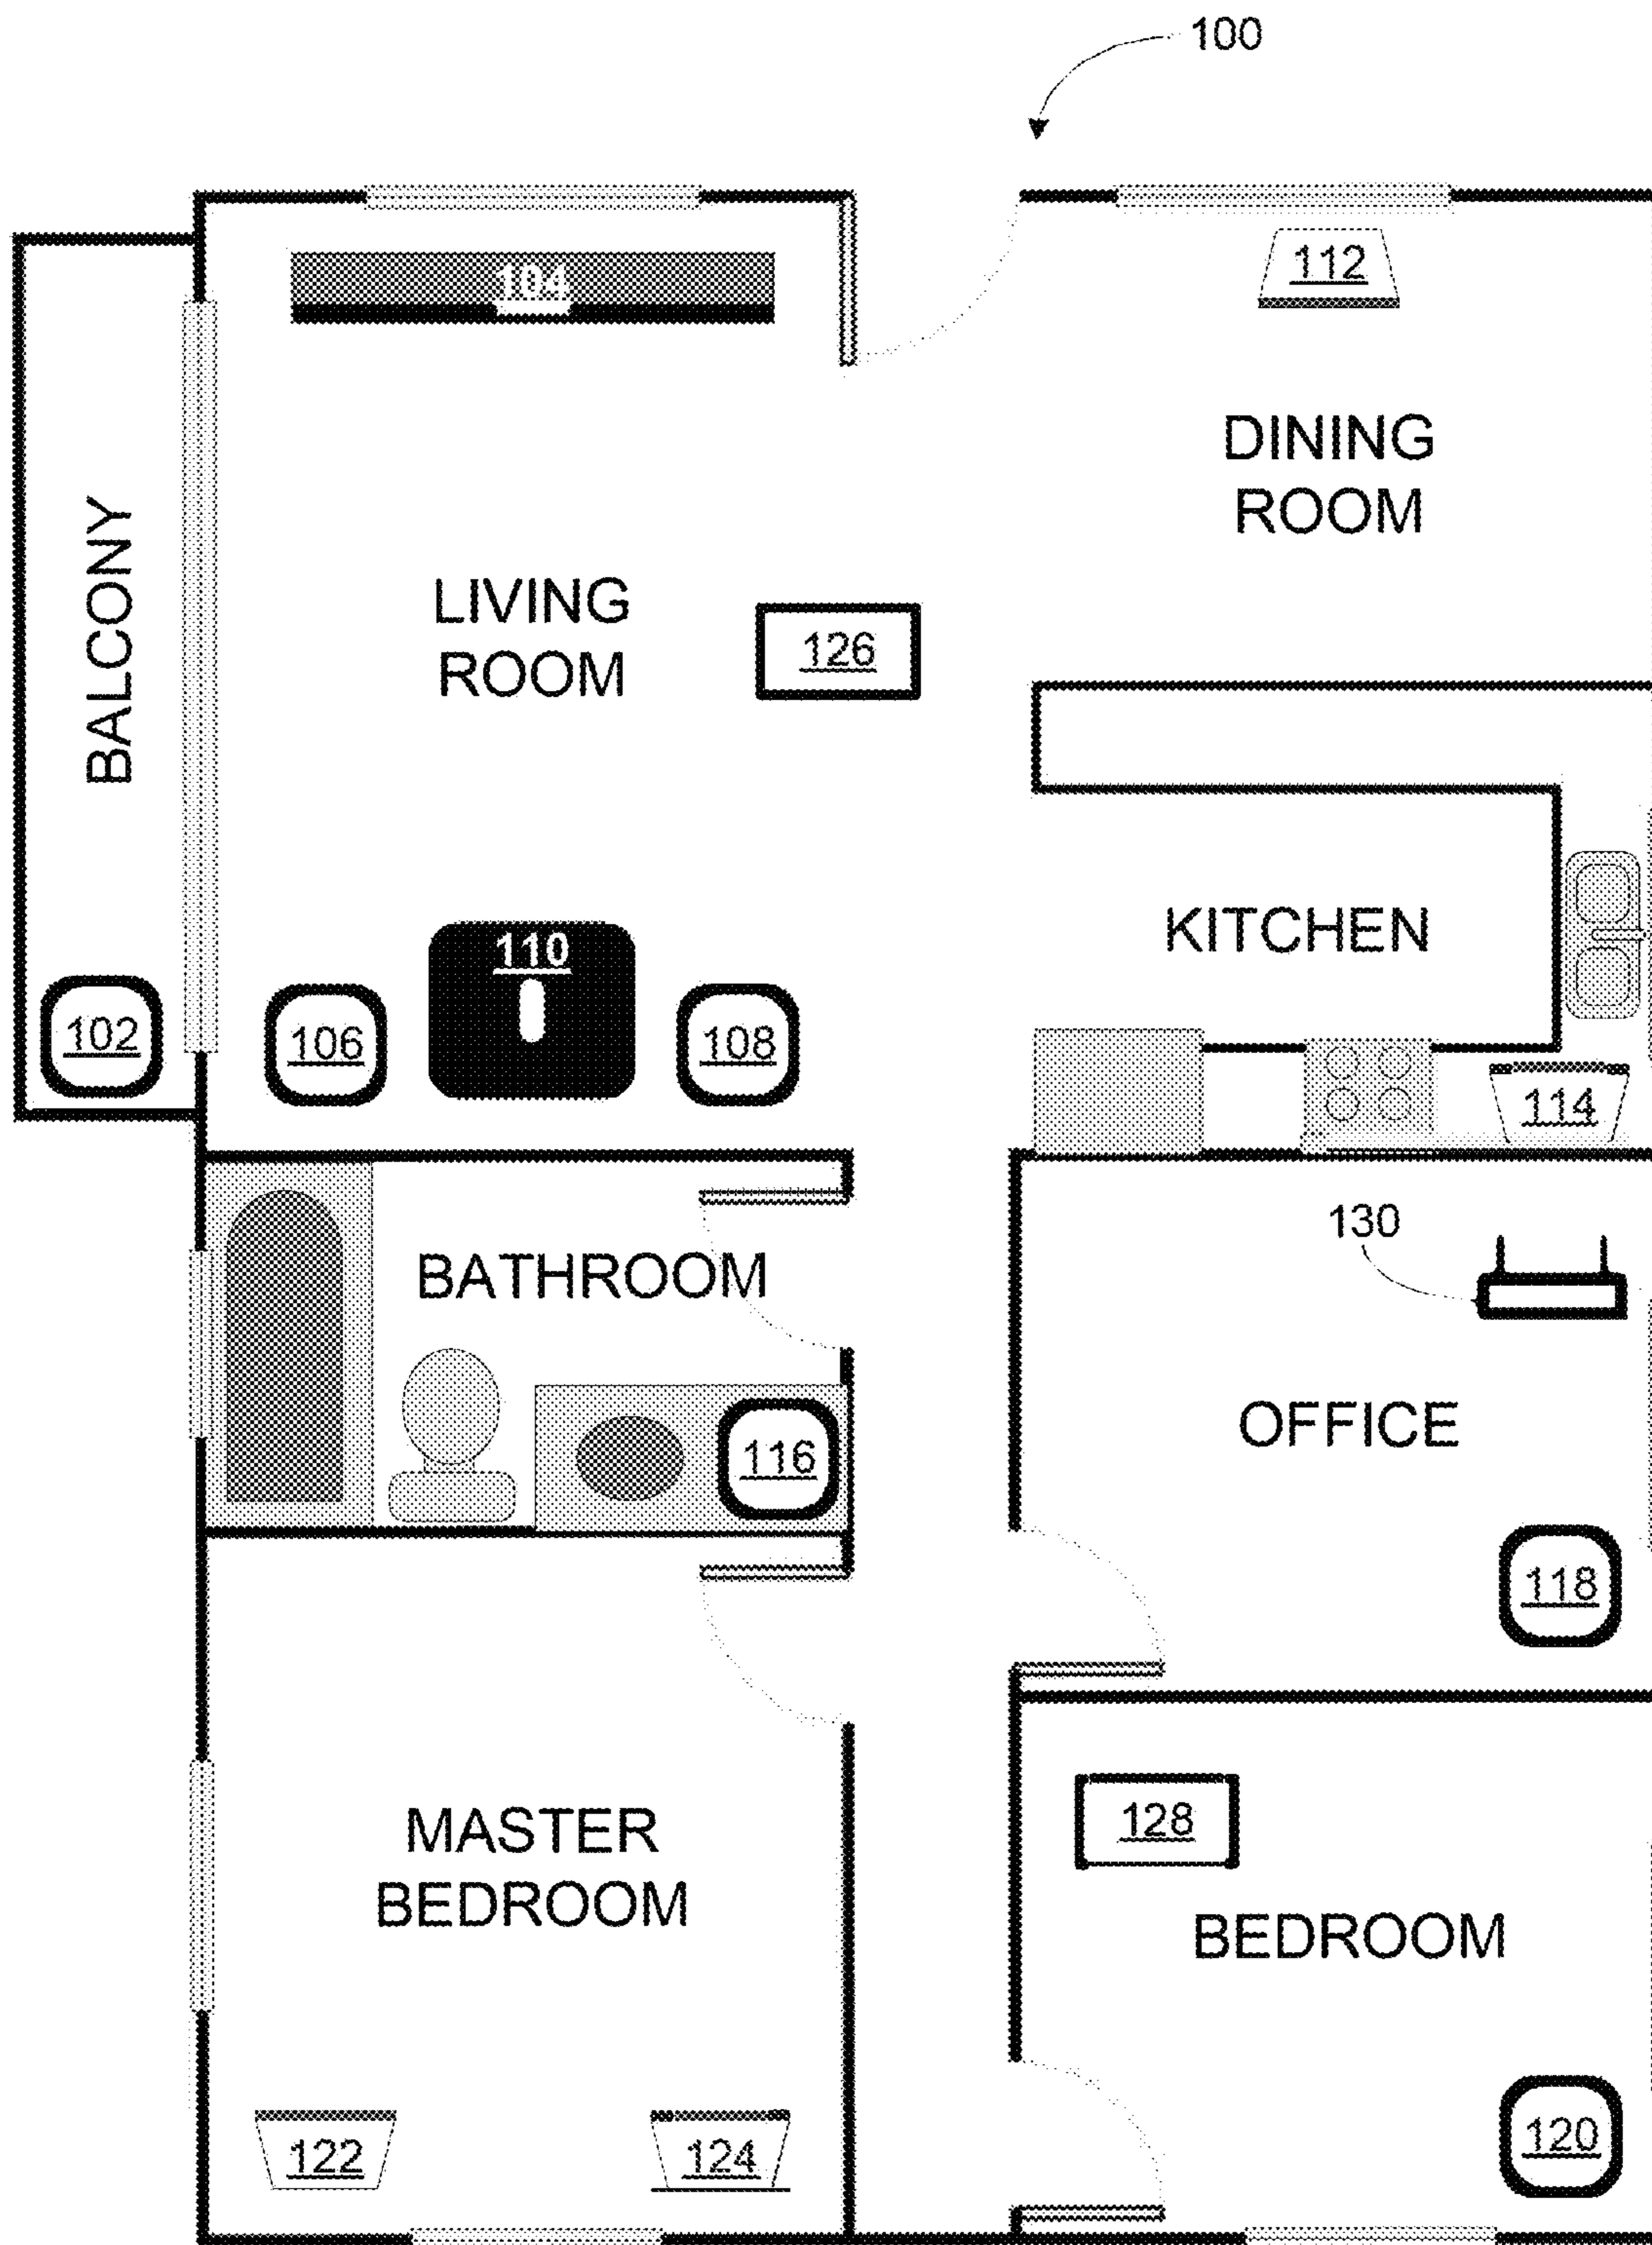 100
104
112
DINING
ROOM
BALCONY
LIVING
ROOM
126
KITCHEN
110
102
106
108
114
130
BATHROOM
OFFICE
116
118
128
MASTER
BEDROOM
BEDROOM
120
122
124